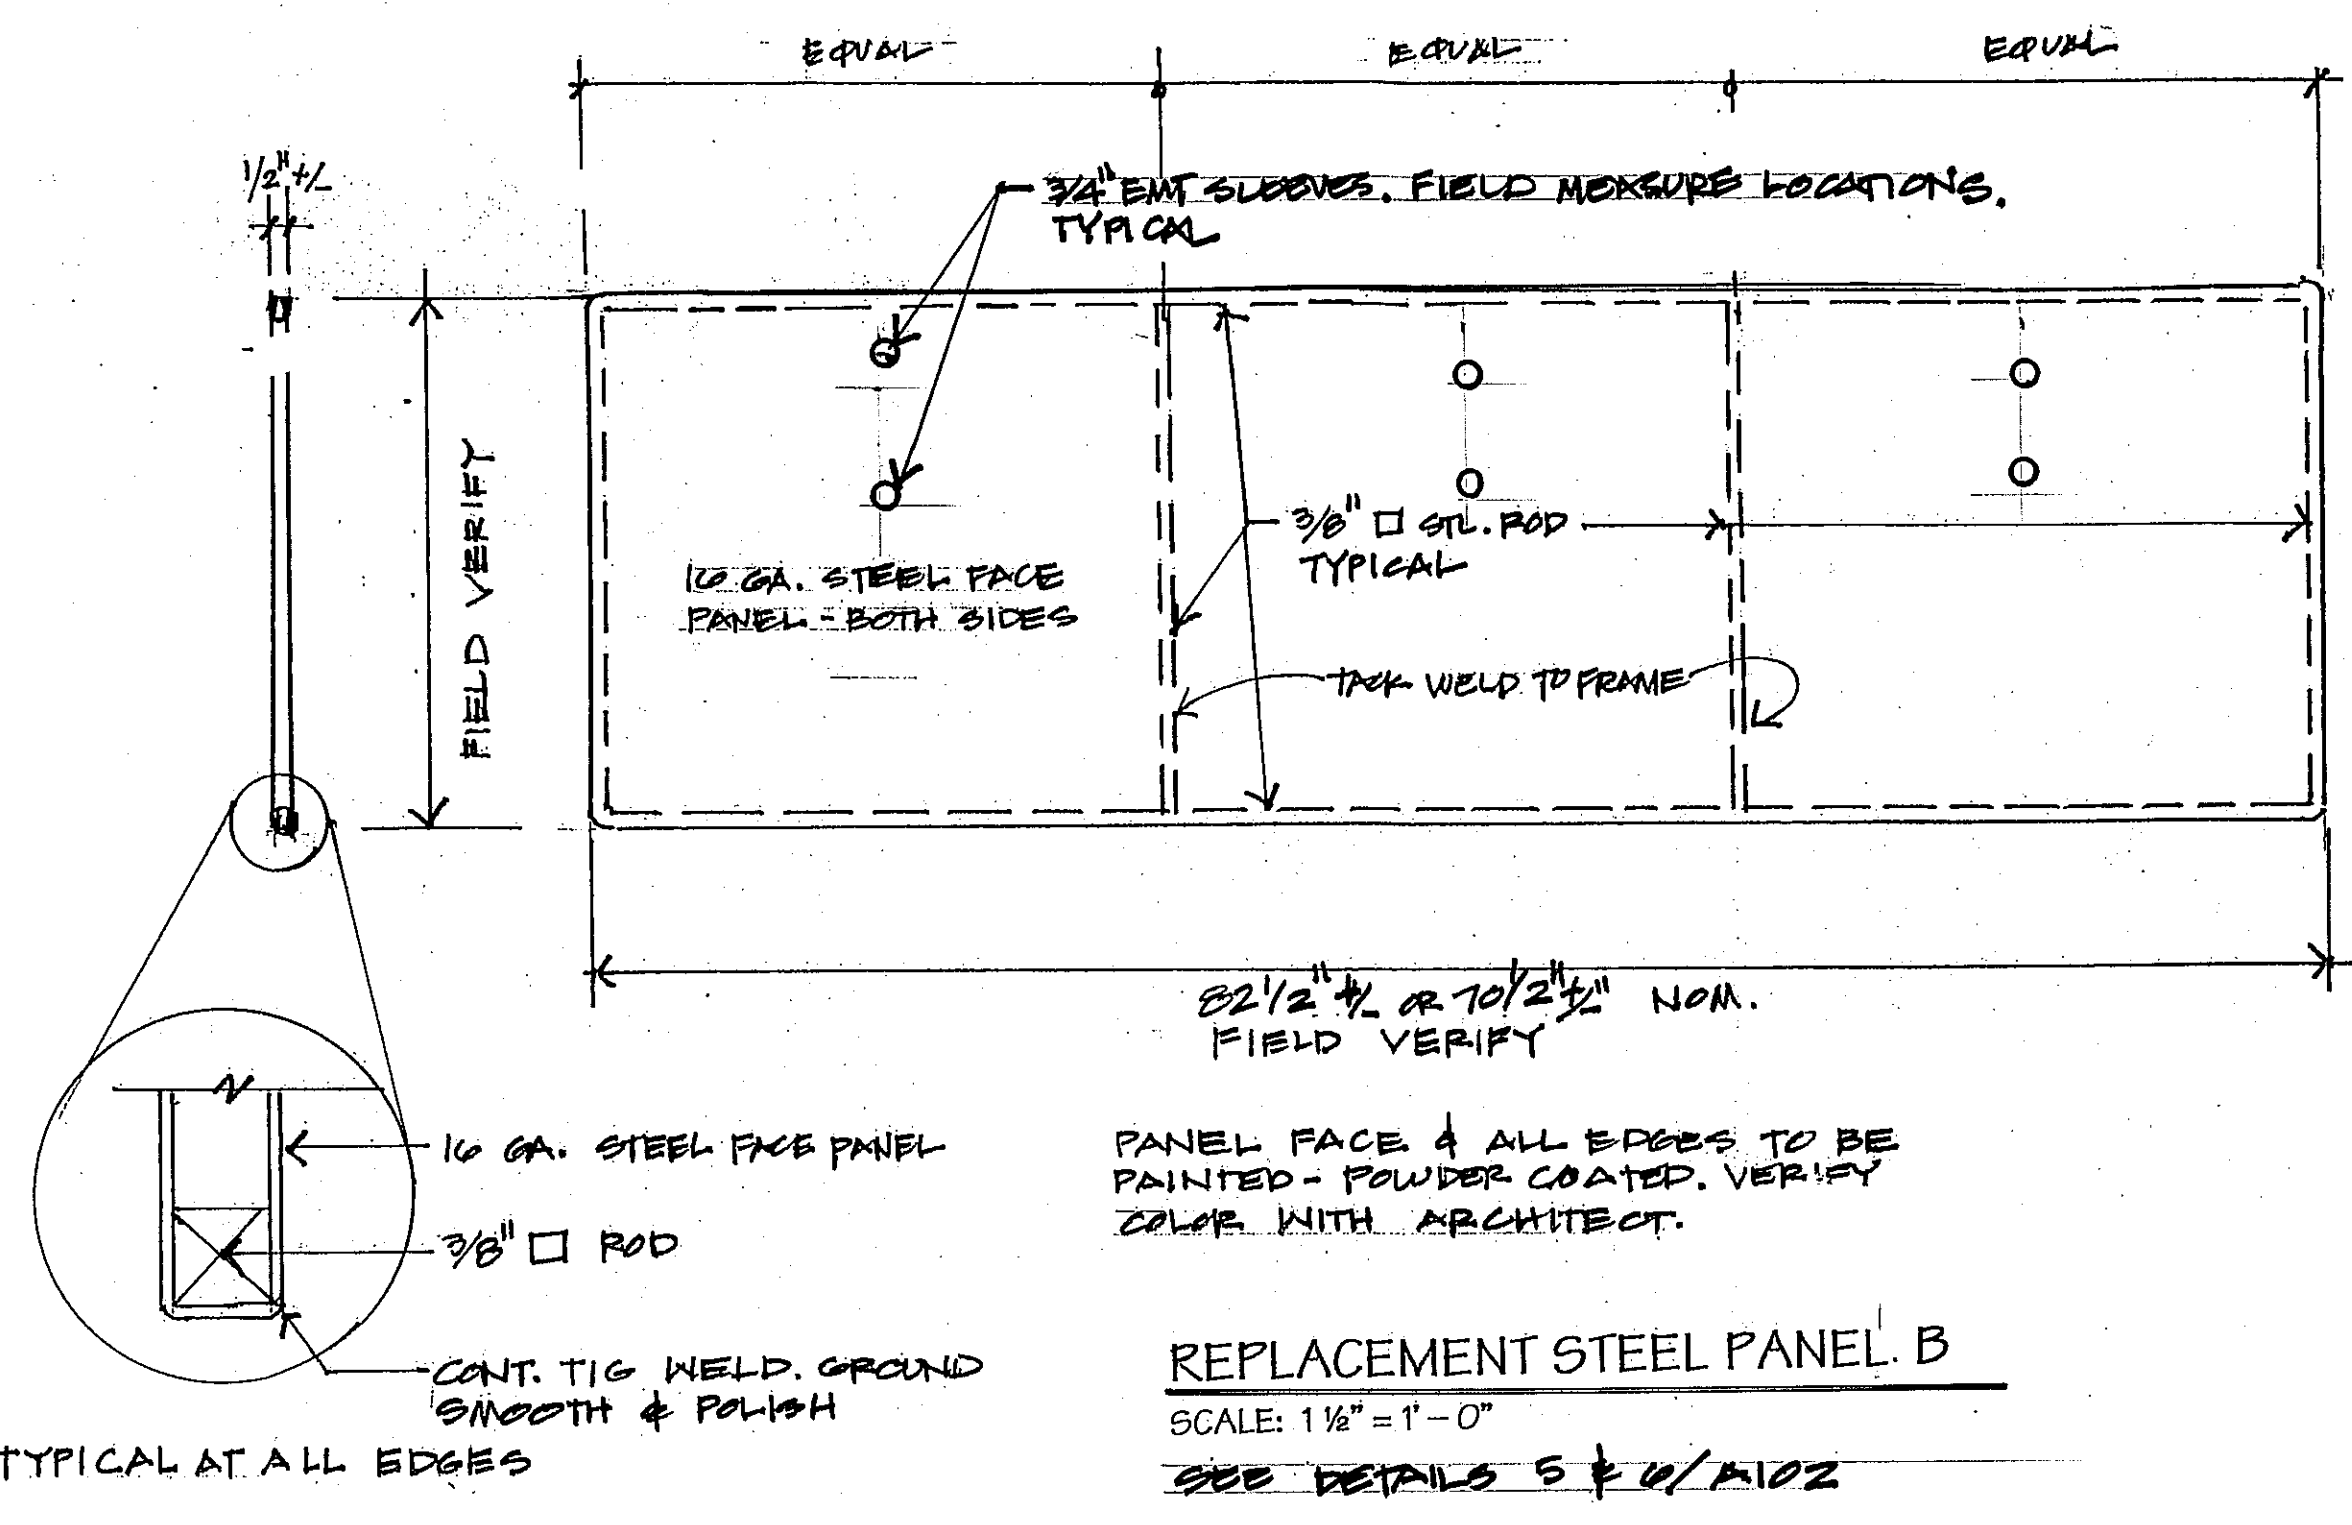 EQUAL EQUAL EQUAL
1/2" +/-
3/4" EMT SLEEVES. FIELD MEASURE LOCATIONS.
TYPICAL
FIELD VERIFY
3/8" □ STL. ROD
TYPICAL
16 GA. STEEL FACE
PANEL - BOTH SIDES
TACK WELD TO FRAME
82 1/2" +/- OR 70 1/2" +/-" NOM.
FIELD VERIFY
16 GA. STEEL FACE PANEL
3/8" □ ROD
CONT. TIG WELD. GROUND
SMOOTH & POLISH
TYPICAL AT ALL EDGES
PANEL FACE & ALL EDGES TO BE
PAINTED - POWDER COATED. VERIFY
COLOR WITH ARCHITECT.
REPLACEMENT STEEL PANEL. B
SCALE: 1 ½" = 1' – 0"
SEE DETAILS 5 & 6/A102